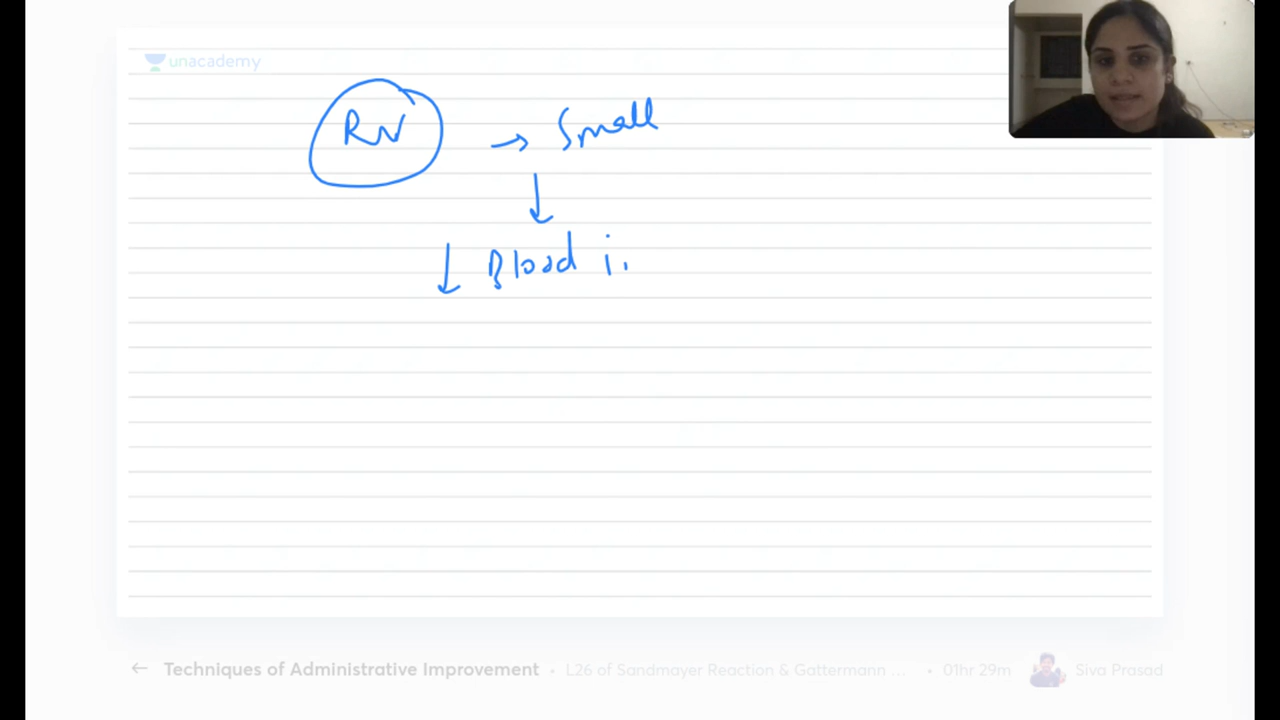 unacademy
RV → Small
↓
↓ Blood i.
← Techniques of Administrative Improvement • L26 of Sandmayer Reaction & Gattermann ... • 01hr 29m Siva Prasad